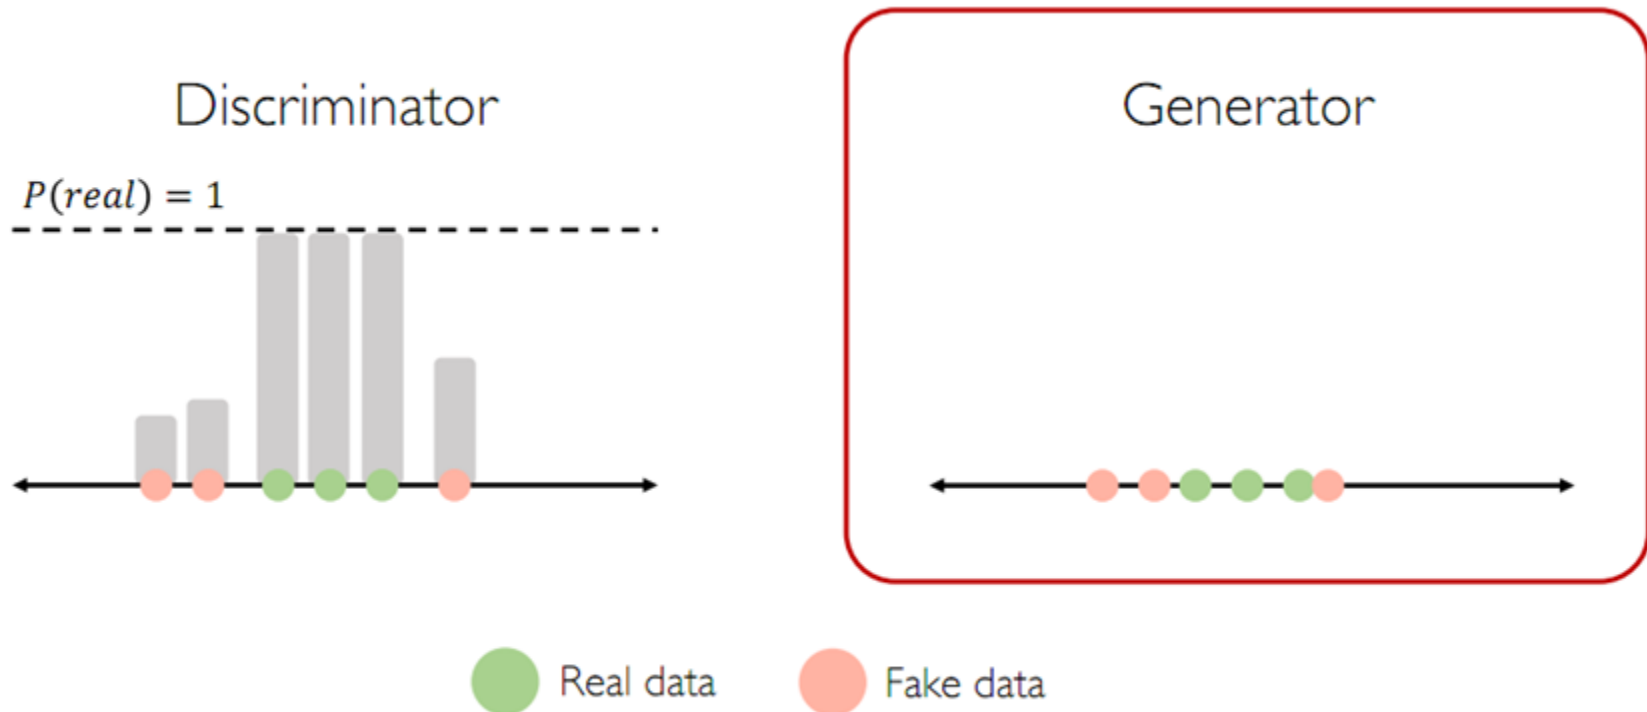 Discriminator
Generator
P(real) = 1
Real data
Fake data